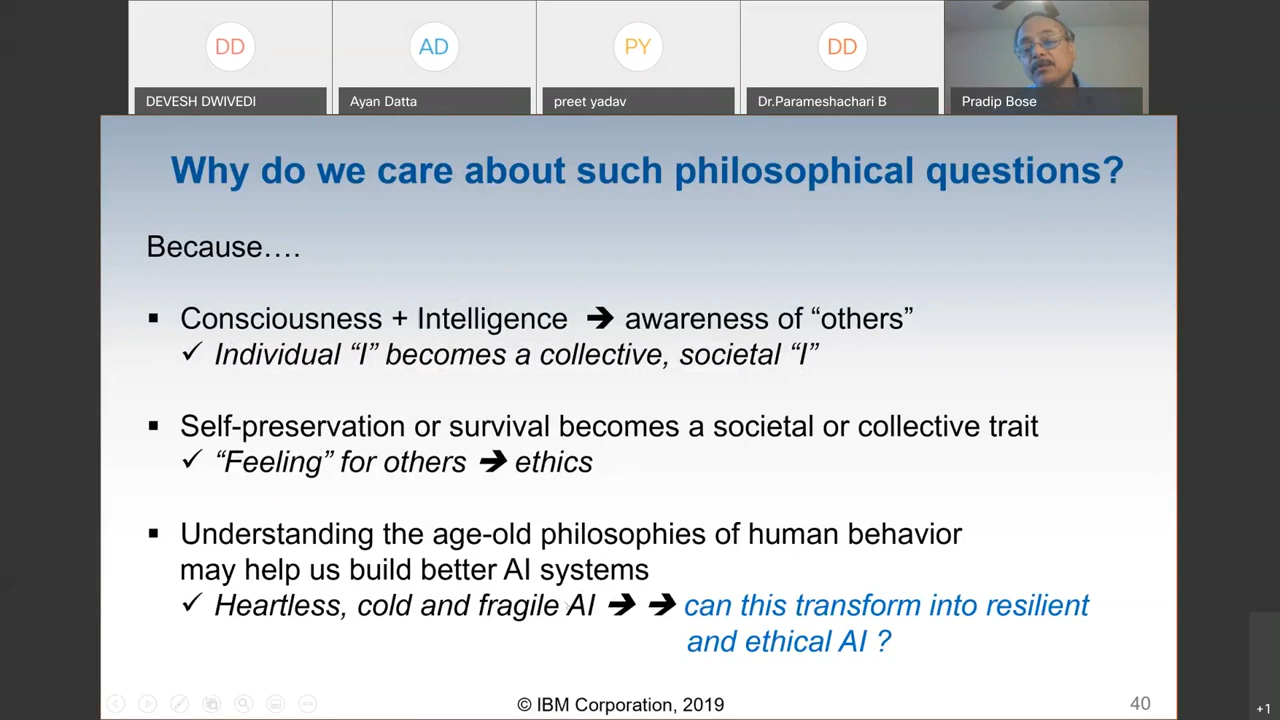 DD
AD
PY
DD
DEVESH DWIVEDI
Ayan Datta
preet yadav
Dr.Parameshachari B
Pradip Bose
Why do we care about such philosophical questions?
Because....
▪ Consciousness + Intelligence ➔ awareness of “others”
✓ Individual “I” becomes a collective, societal “I”
▪ Self-preservation or survival becomes a societal or collective trait
✓ “Feeling” for others ➔ ethics
▪ Understanding the age-old philosophies of human behavior
may help us build better AI systems
✓ Heartless, cold and fragile AI ➔ ➔ can this transform into resilient
and ethical AI ?
© IBM Corporation, 2019
40
+1